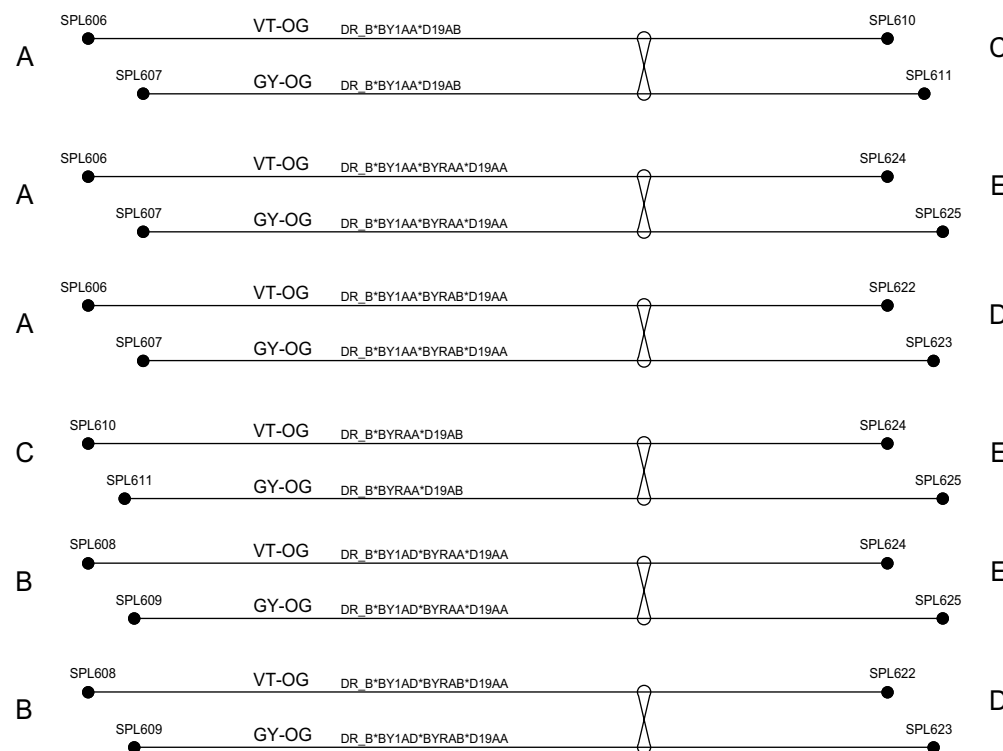 SPL606 VT-OG DR_B*BY1AA*D19AB SPL610
A C
SPL607 GY-OG DR_B*BY1AA*D19AB SPL611
SPL606 VT-OG DR_B*BY1AA*BYRAA*D19AA SPL624
A E
SPL607 GY-OG DR_B*BY1AA*BYRAA*D19AA SPL625
SPL606 VT-OG DR_B*BY1AA*BYRAB*D19AA SPL622
A D
SPL607 GY-OG DR_B*BY1AA*BYRAB*D19AA SPL623
SPL610 VT-OG DR_B*BYRAA*D19AB SPL624
C E
SPL611 GY-OG DR_B*BYRAA*D19AB SPL625
SPL608 VT-OG DR_B*BY1AD*BYRAA*D19AA SPL624
B E
SPL609 GY-OG DR_B*BY1AD*BYRAA*D19AA SPL625
SPL608 VT-OG DR_B*BY1AD*BYRAB*D19AA SPL622
B D
SPL609 GY-OG DR_B*BY1AD*BYRAB*D19AA SPL623